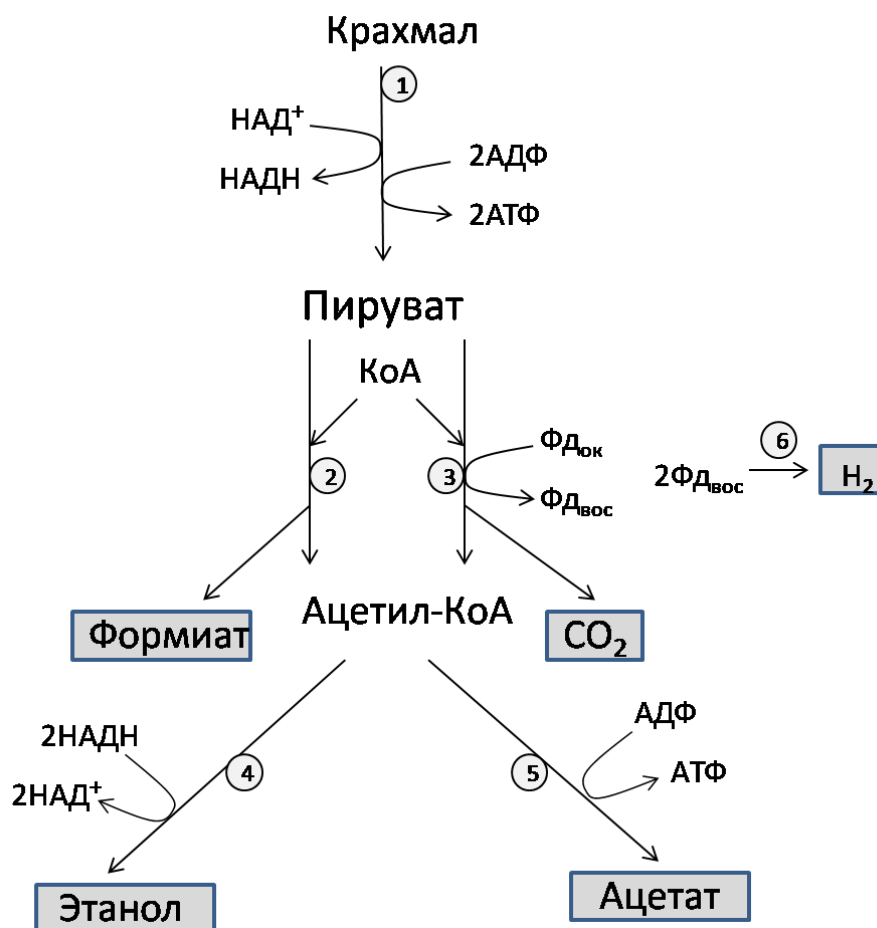 Крахмал
1
НАД⁺
НАДН
2АДФ
2АТФ
Пируват
КоА
2
3
Фдок
Фдвос
2Фдвос
6
H₂
Формиат
Ацетил-КоА
CO₂
2НАДН
2НАД⁺
4
5
АДФ
АТФ
Этанол
Ацетат